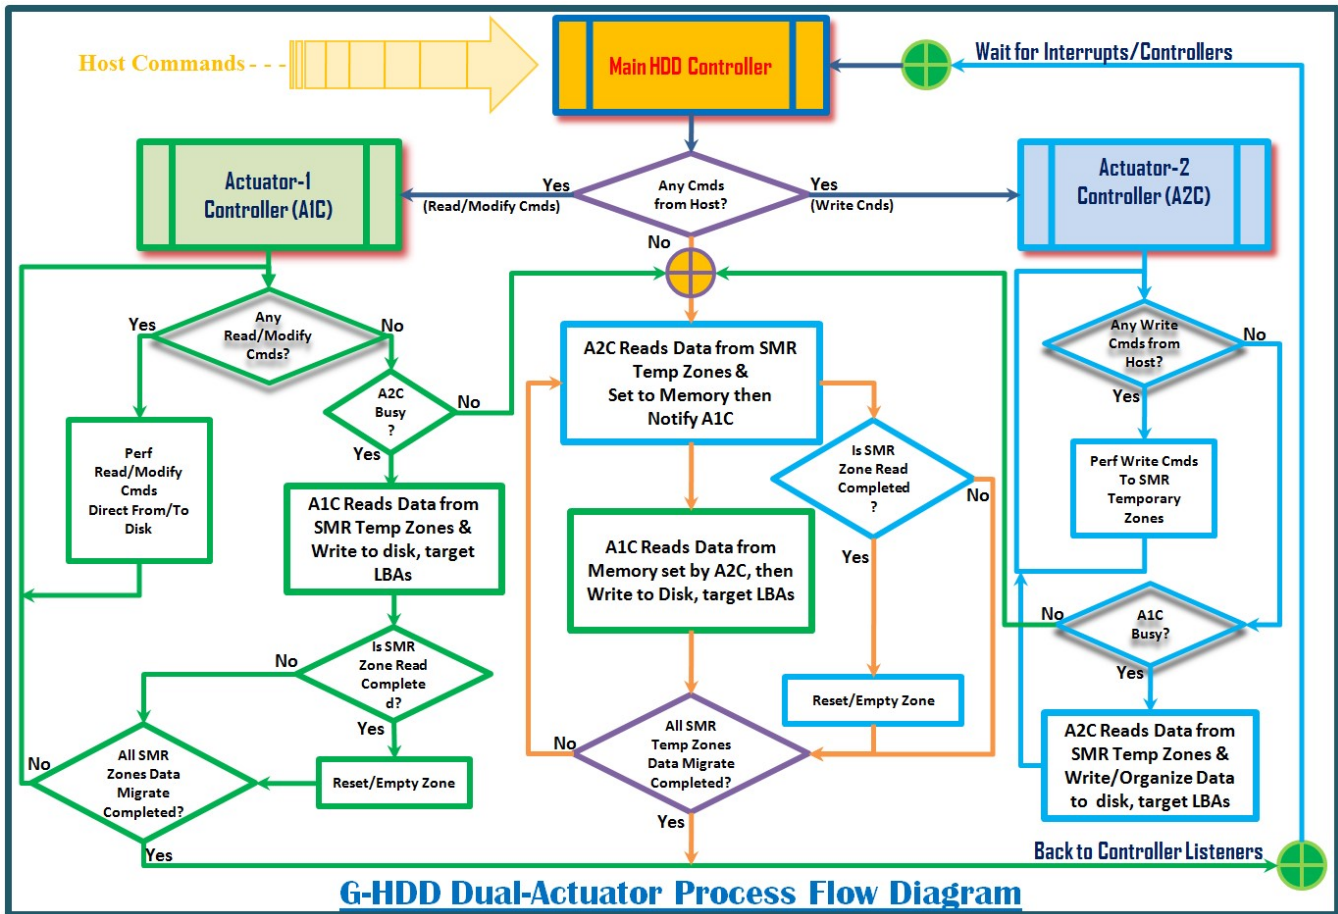 Host Commands - - -
Main HDD Controller
Wait for Interrupts/Controllers
Actuator-1
Controller (A1C)
Yes
(Read/Modify Cmds)
Any Cmds
from Host?
Yes
(Write Cnds)
Actuator-2
Controller (A2C)
No
Any
Read/Modify
Cmds?
Yes
No
A2C
Busy
?
No
Yes
Perf
Read/Modify
Cmds
Direct From/To
Disk
A1C Reads Data from
SMR Temp Zones &
Write to disk, target
LBAs
Is SMR
Zone Read
Complete
d?
No
Yes
Reset/Empty Zone
All SMR
Zones Data
Migrate
Completed?
No
Yes
A2C Reads Data from SMR
Temp Zones &
Set to Memory then
Notify A1C
Is SMR
Zone Read
Completed
?
No
Yes
A1C Reads Data from
Memory set by A2C, then
Write to Disk, target LBAs
Reset/Empty Zone
All SMR
Temp Zones
Data Migrate
Completed?
No
Yes
Any Write
Cmds from
Host?
No
Yes
Perf Write Cmds
To SMR
Temporary
Zones
A1C
Busy?
No
Yes
A2C Reads Data from
SMR Temp Zones &
Write/Organize Data
to disk, target LBAs
Back to Controller Listeners
G-HDD Dual-Actuator Process Flow Diagram